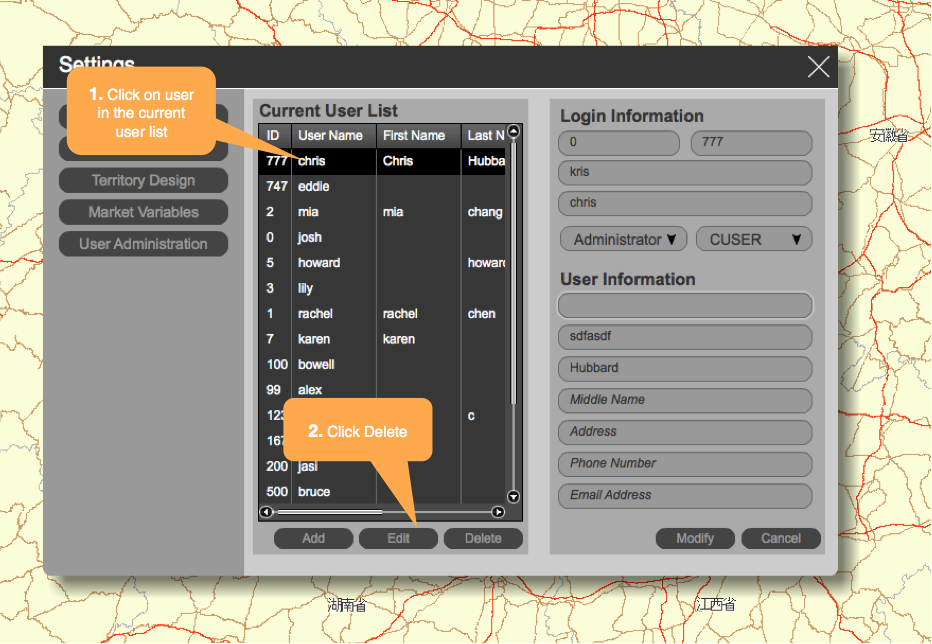 Settings
1. Click on user
in the current
user list
Territory Design
Market Variables
User Administration
Current User List
ID User Name First Name Last N
777 chris Chris Hubba
747 eddie
2 mia mia chang
0 josh
5 howard howar
3 lily
1 rachel rachel chen
7 karen karen
100 bowell
99 alex
123 c
167
200 jasi
500 bruce
2. Click Delete
Add Edit Delete
Login Information
0 777
kris
chris
Administrator CUSER
User Information
sdfasdf
Hubbard
Middle Name
Address
Phone Number
Email Address
Modify Cancel
安徽省
湖南省
江西省